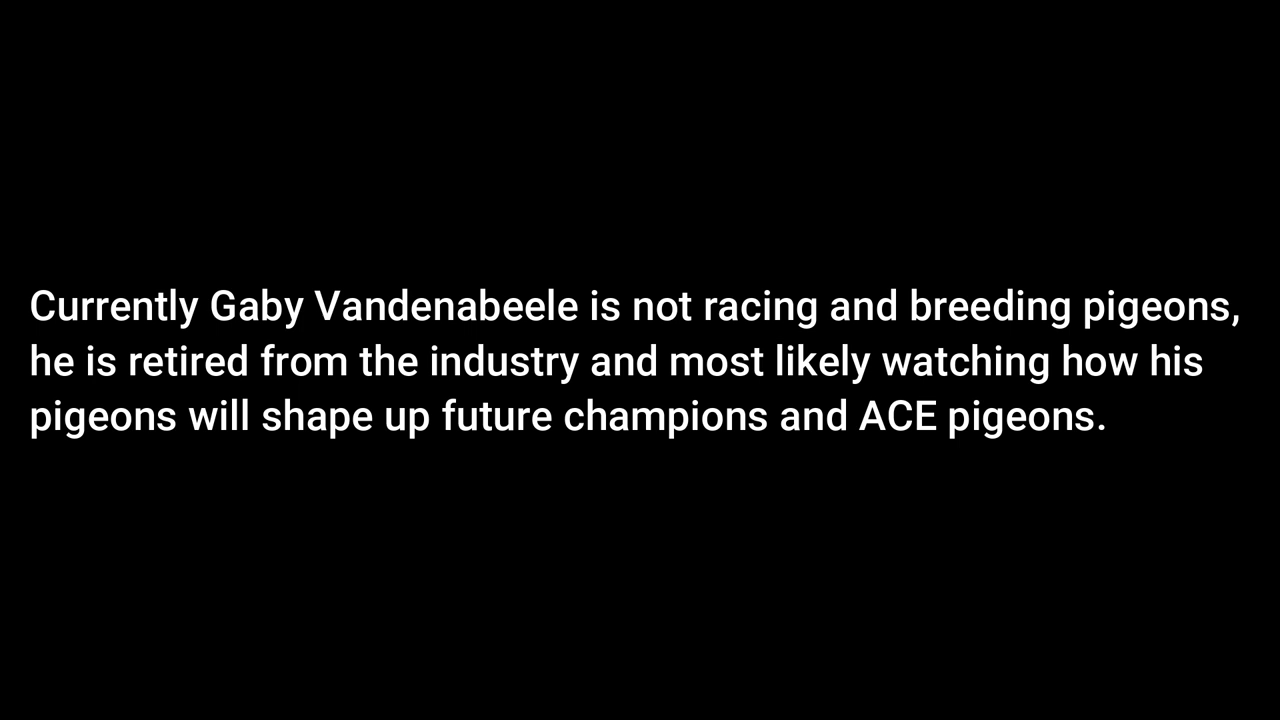 Currently Gaby Vandenabeele is not racing and breeding pigeons,
he is retired from the industry and most likely watching how his
pigeons will shape up future champions and ACE pigeons.